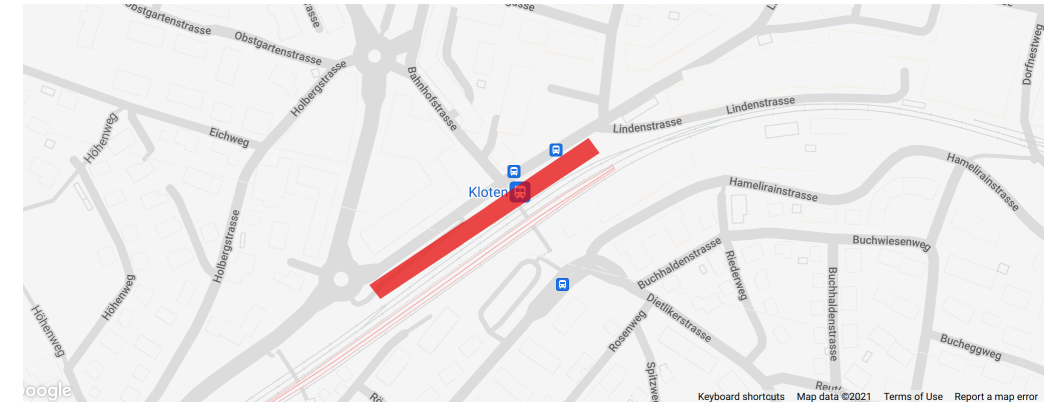 Obstgartenstrasse
Obstgartenstrasse
Holbergstrasse
Bahnhofstrasse
Lindenstrasse
Lindenstrasse
Dorfnestweg
Höhenweg
Eichweg
Kloten
Hamelirainstrasse
Hamelirainstrasse
Holbergstrasse
Buchwiesenweg
Buchhaldenstrasse
Riederweg
Buchhaldenstrasse
Höhenweg
Höhenweg
Dietlikerstrasse
Rosenweg
Bucheggweg
Spitzweg
Keyboard shortcuts Map data ©2021 Terms of Use Report a map error